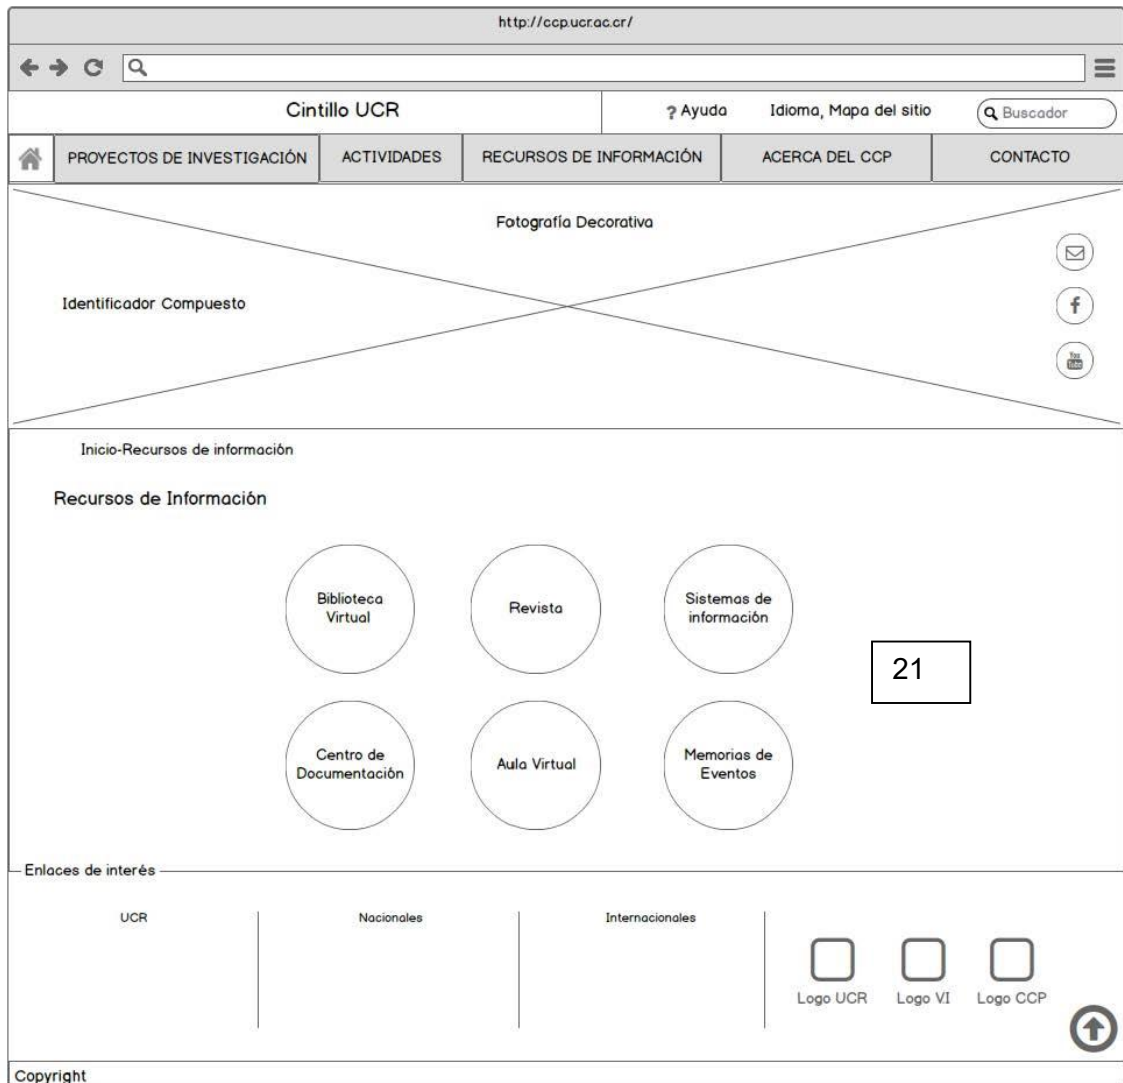 http://ccp.ucr.ac.cr/
Cintillo UCR
? Ayuda
Idioma, Mapa del sitio
Buscador
PROYECTOS DE INVESTIGACIÓN
ACTIVIDADES
RECURSOS DE INFORMACIÓN
ACERCA DEL CCP
CONTACTO
Fotografía Decorativa
Identificador Compuesto
f
You
Tube
Inicio-Recursos de información
Recursos de Información
Biblioteca
Virtual
Revista
Sistemas de
información
21
Centro de
Documentación
Aula Virtual
Memorias de
Eventos
Enlaces de interés
UCR
Nacionales
Internacionales
Logo UCR
Logo VI
Logo CCP
Copyright